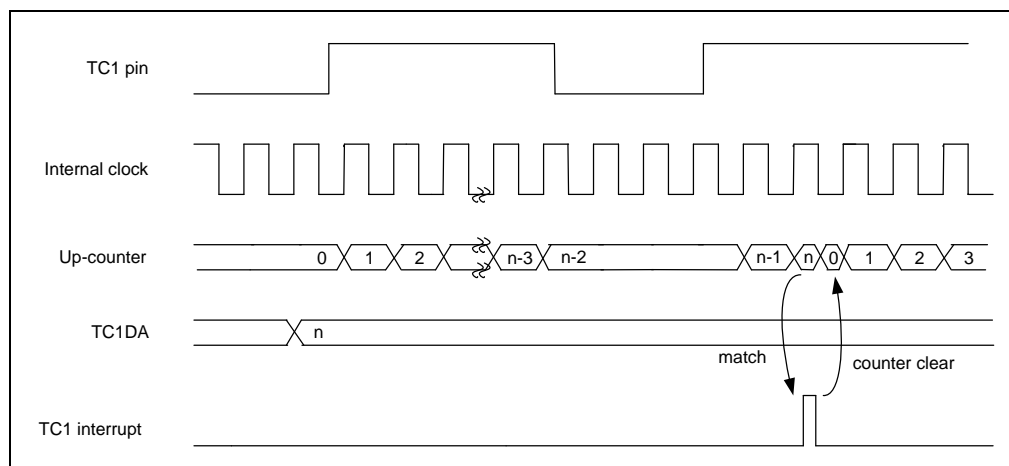 TC1 pin
Internal clock
Up-counter 0 1 2 n-3 n-2 n-1 n 0 1 2 3
TC1DA n
match counter clear
TC1 interrupt